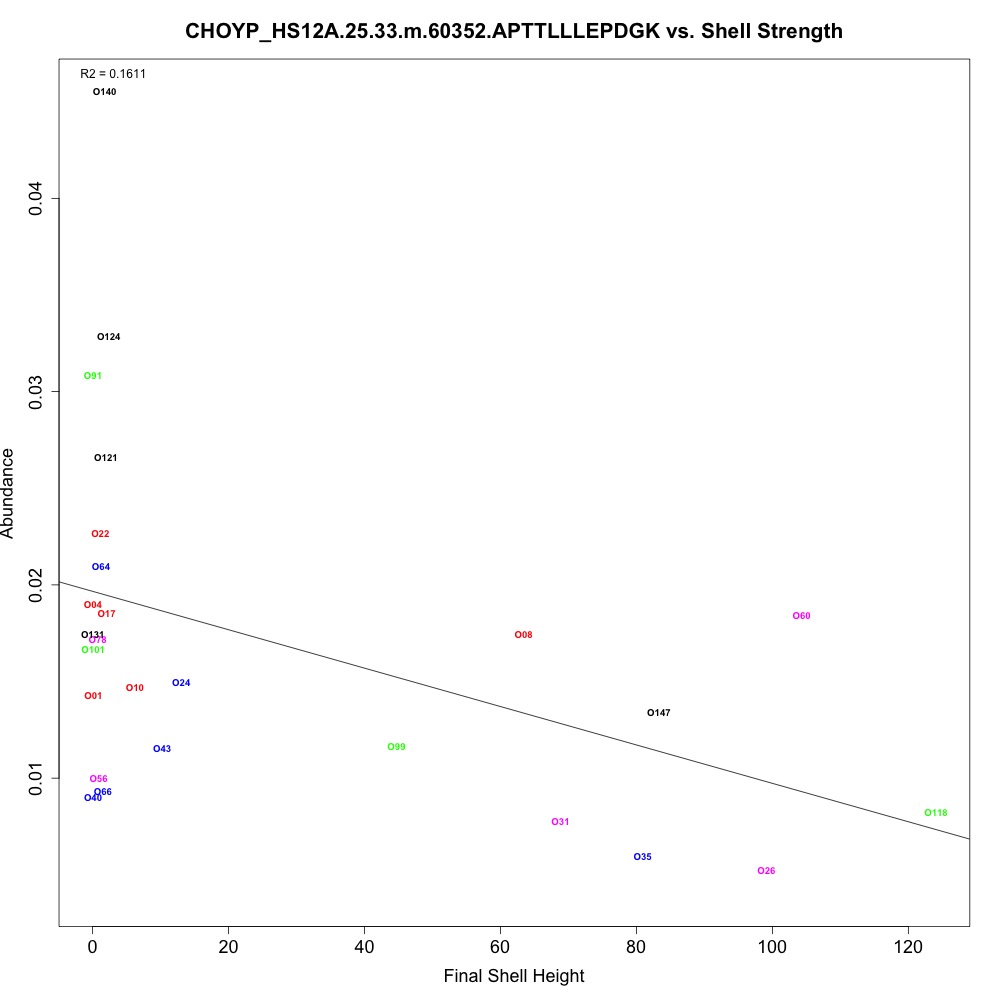 CHOYP_HS12A.25.33.m.60352.APTTLLLEPDGK vs. Shell Strength
R2 = 0.1611
O140
0.04
O124
O91
0.03
O121
Abundance
O22
O64
0.02
O04
O17
O60
O131
O78
O08
O101
O24
O10
O01
O147
O43
O99
0.01
O56
O66
O40
O118
O31
O35
O26
0 20 40 60 80 100 120
Final Shell Height